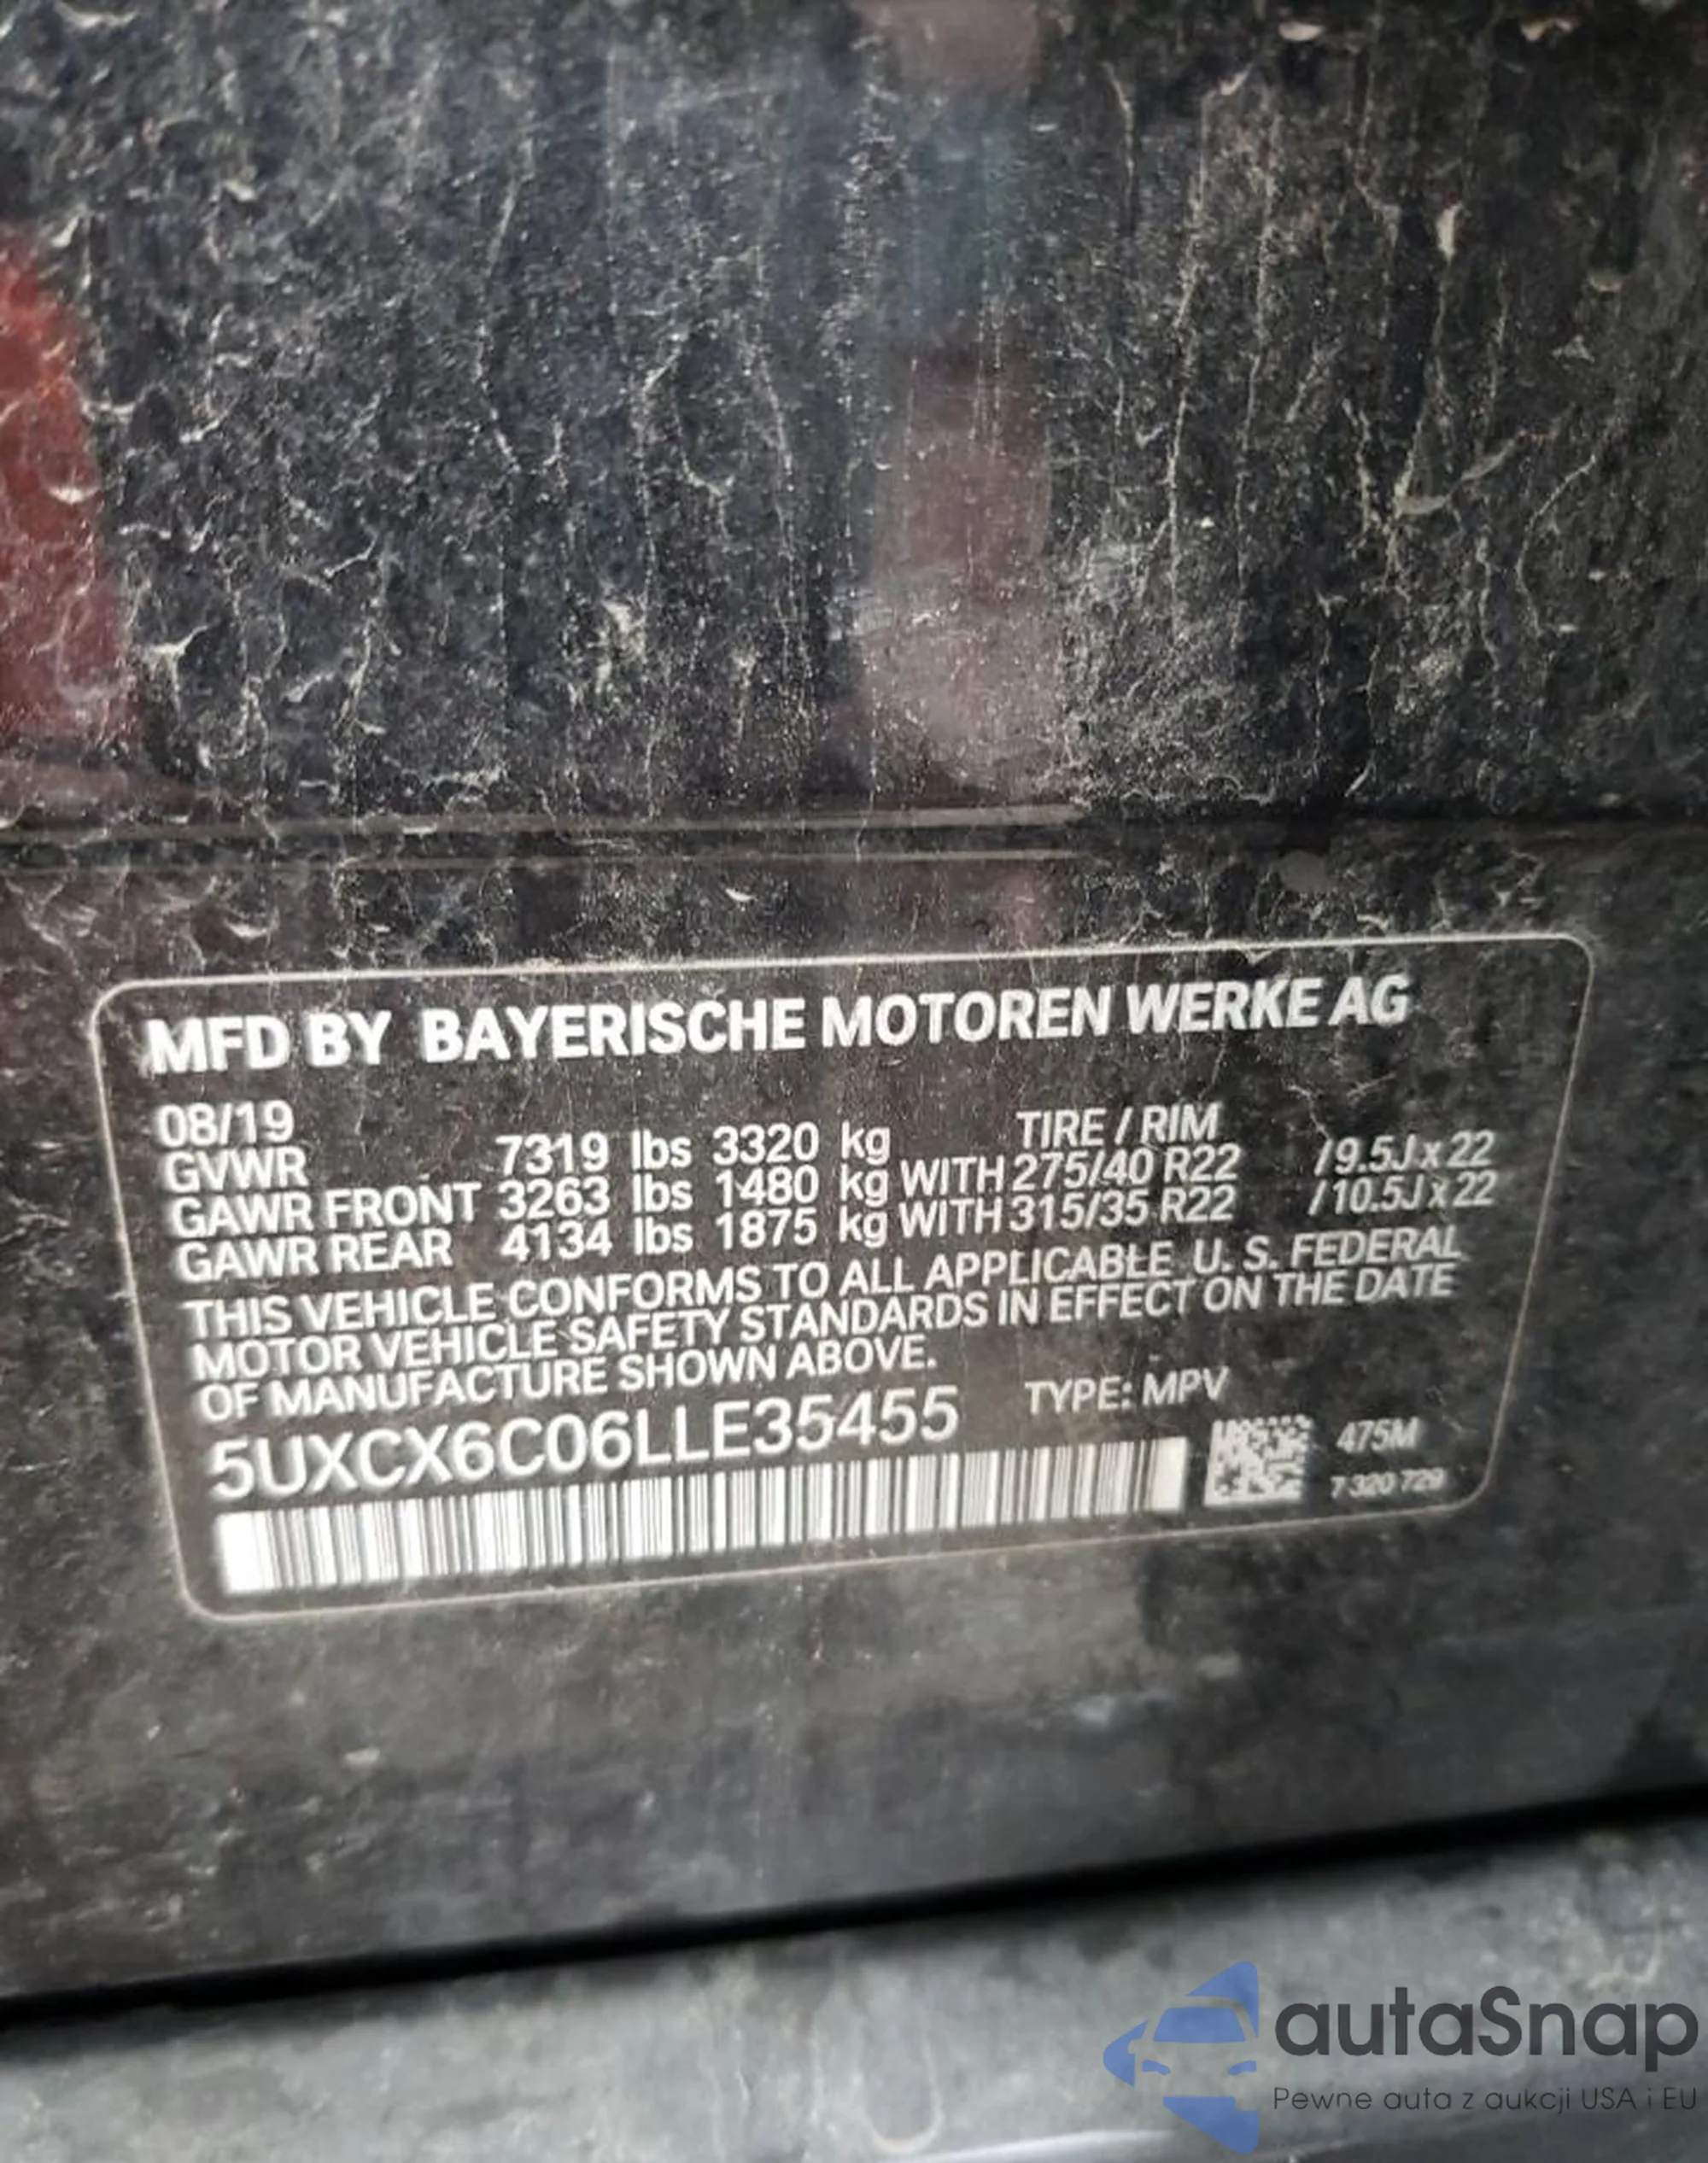 MFD BY BAYERISCHE MOTOREN WERKE AG
08/19 TIRE / RIM
GVWR 7319 lbs 3320 kg
GAWR FRONT 3263 lbs 1480 kg WITH 275/40 R22 /9.5J x 22
GAWR REAR 4134 lbs 1875 kg WITH 315/35 R22 /10.5J x 22
THIS VEHICLE CONFORMS TO ALL APPLICABLE U. S. FEDERAL
MOTOR VEHICLE SAFETY STANDARDS IN EFFECT ON THE DATE
OF MANUFACTURE SHOWN ABOVE.
5UXCX6C06LLE35455 TYPE: MPV
475M
7 320 729
autaSnap
Pewne auta z aukcji USA i EU